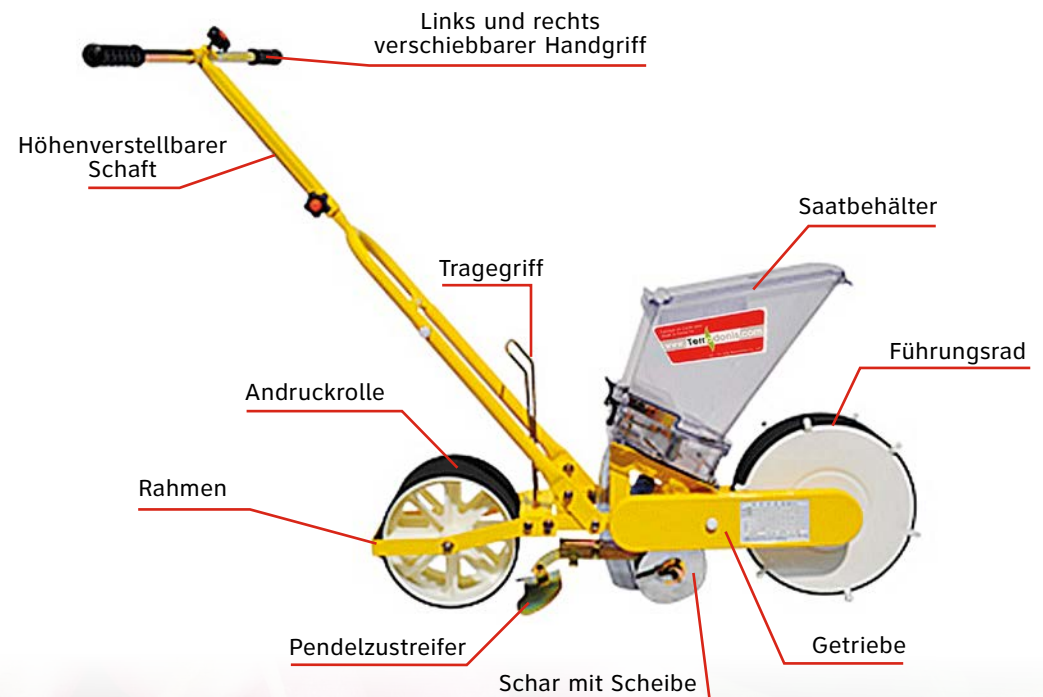 Links und rechts
verschiebbarer Handgriff
Höhenverstellbarer
Schaft
Saatbehälter
Tragegriff
Führungsrad
Andruckrolle
Rahmen
Pendelzustreifer
Getriebe
Schar mit Scheibe